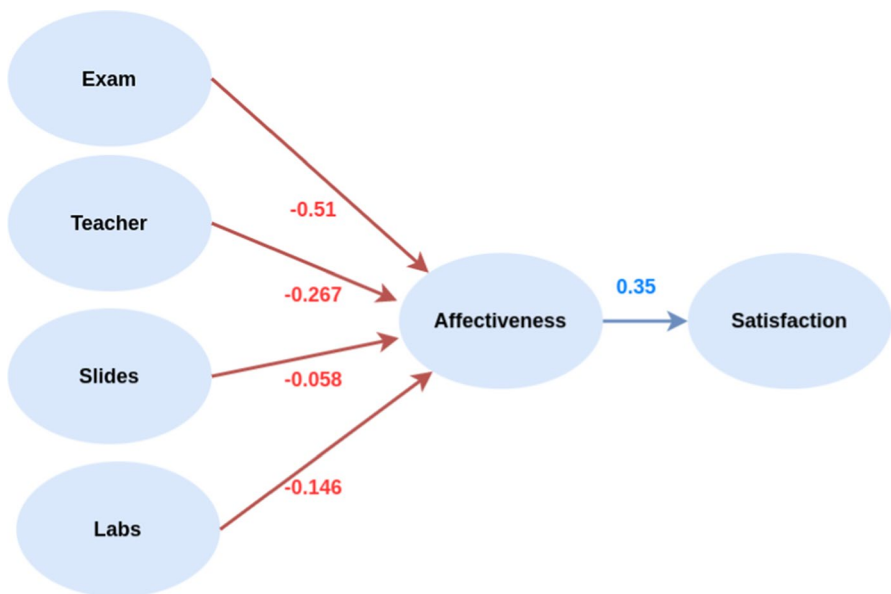 Exam
Teacher
Slides
Labs
-0.51
-0.267
-0.058
-0.146
Affectiveness
0.35
Satisfaction